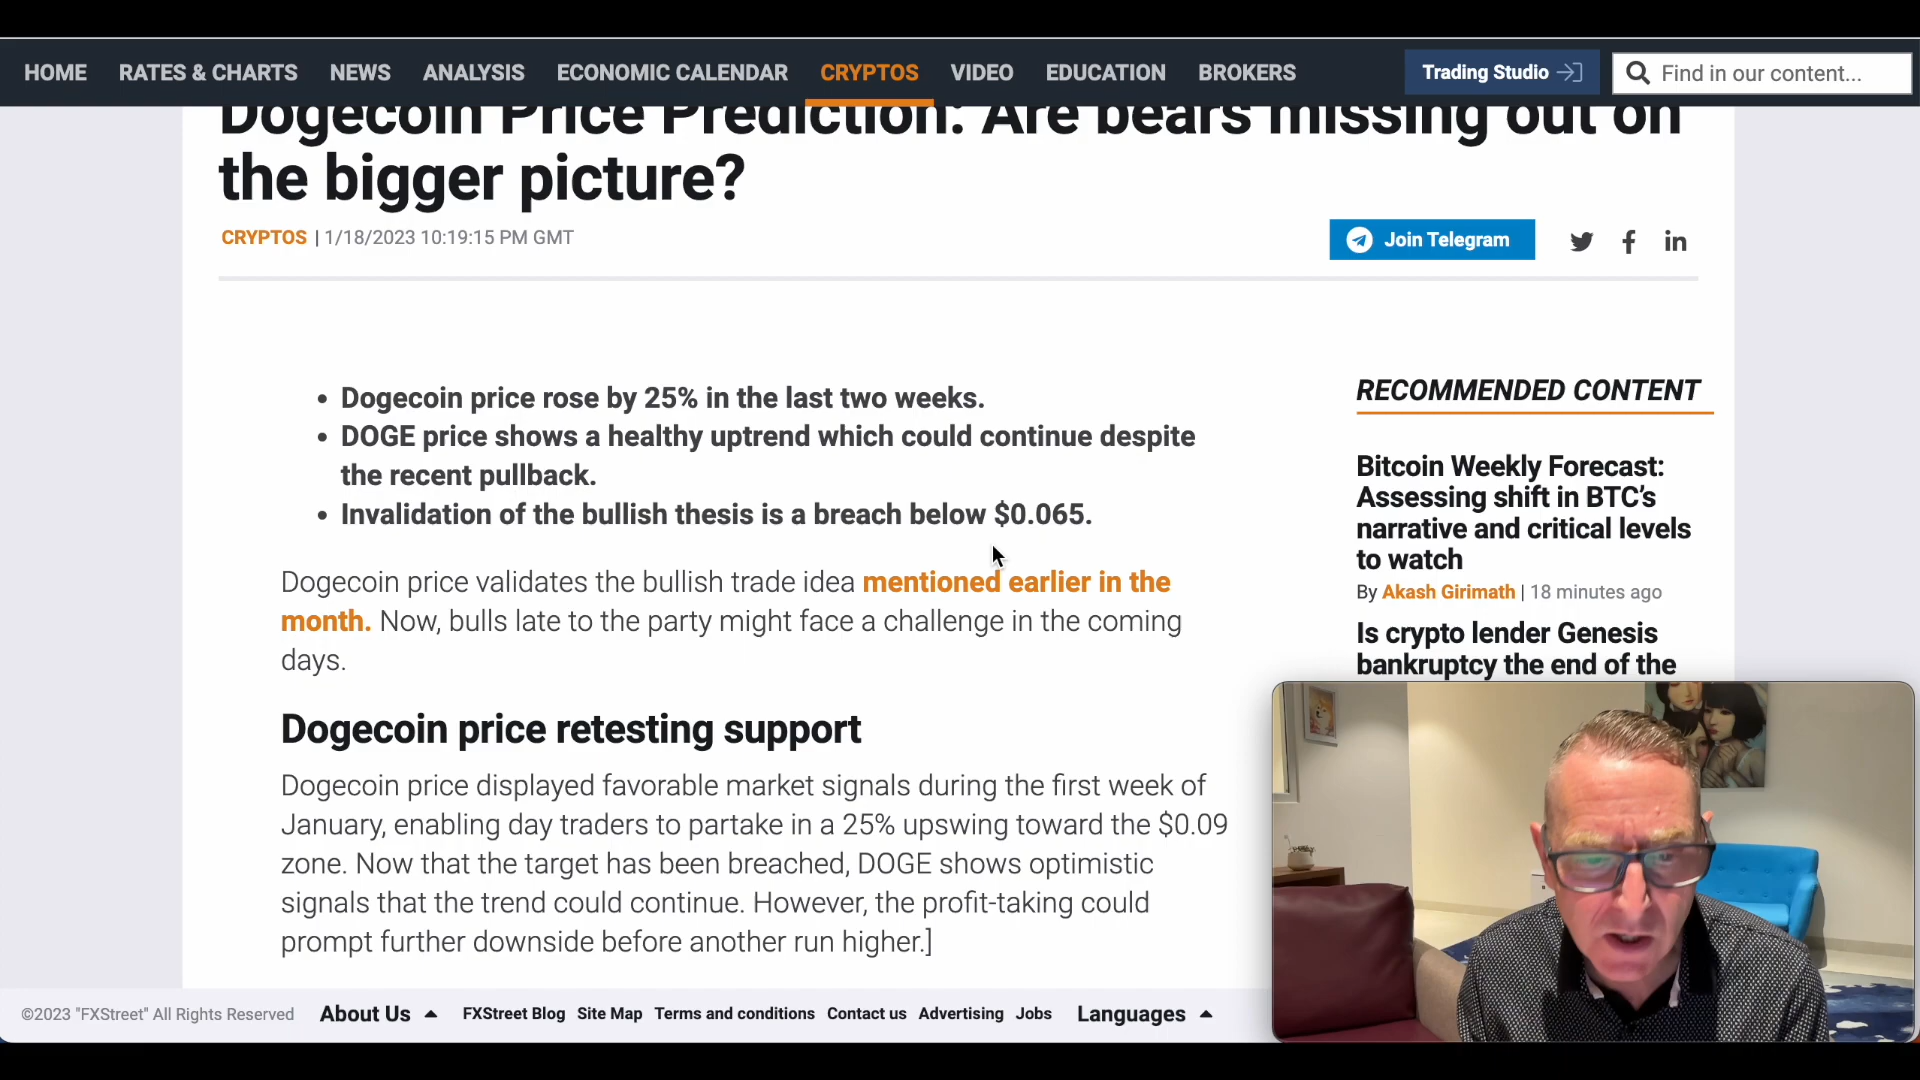 HOME RATES & CHARTS NEWS ANALYSIS ECONOMIC CALENDAR CRYPTOS VIDEO EDUCATION BROKERS Trading Studio Find in our content...
Dogecoin Price Prediction: Are bears missing out on
the bigger picture?
CRYPTOS | 1/18/2023 10:19:15 PM GMT
Join Telegram
• Dogecoin price rose by 25% in the last two weeks.
• DOGE price shows a healthy uptrend which could continue despite
the recent pullback.
• Invalidation of the bullish thesis is a breach below $0.065.
Dogecoin price validates the bullish trade idea mentioned earlier in the
month. Now, bulls late to the party might face a challenge in the coming
days.
Dogecoin price retesting support
Dogecoin price displayed favorable market signals during the first week of
January, enabling day traders to partake in a 25% upswing toward the $0.09
zone. Now that the target has been breached, DOGE shows optimistic
signals that the trend could continue. However, the profit-taking could
prompt further downside before another run higher.]
RECOMMENDED CONTENT
Bitcoin Weekly Forecast:
Assessing shift in BTC’s
narrative and critical levels
to watch
By Akash Girimath | 18 minutes ago
Is crypto lender Genesis
bankruptcy the end of the
©2023 "FXStreet" All Rights Reserved About Us FXStreet Blog Site Map Terms and conditions Contact us Advertising Jobs Languages